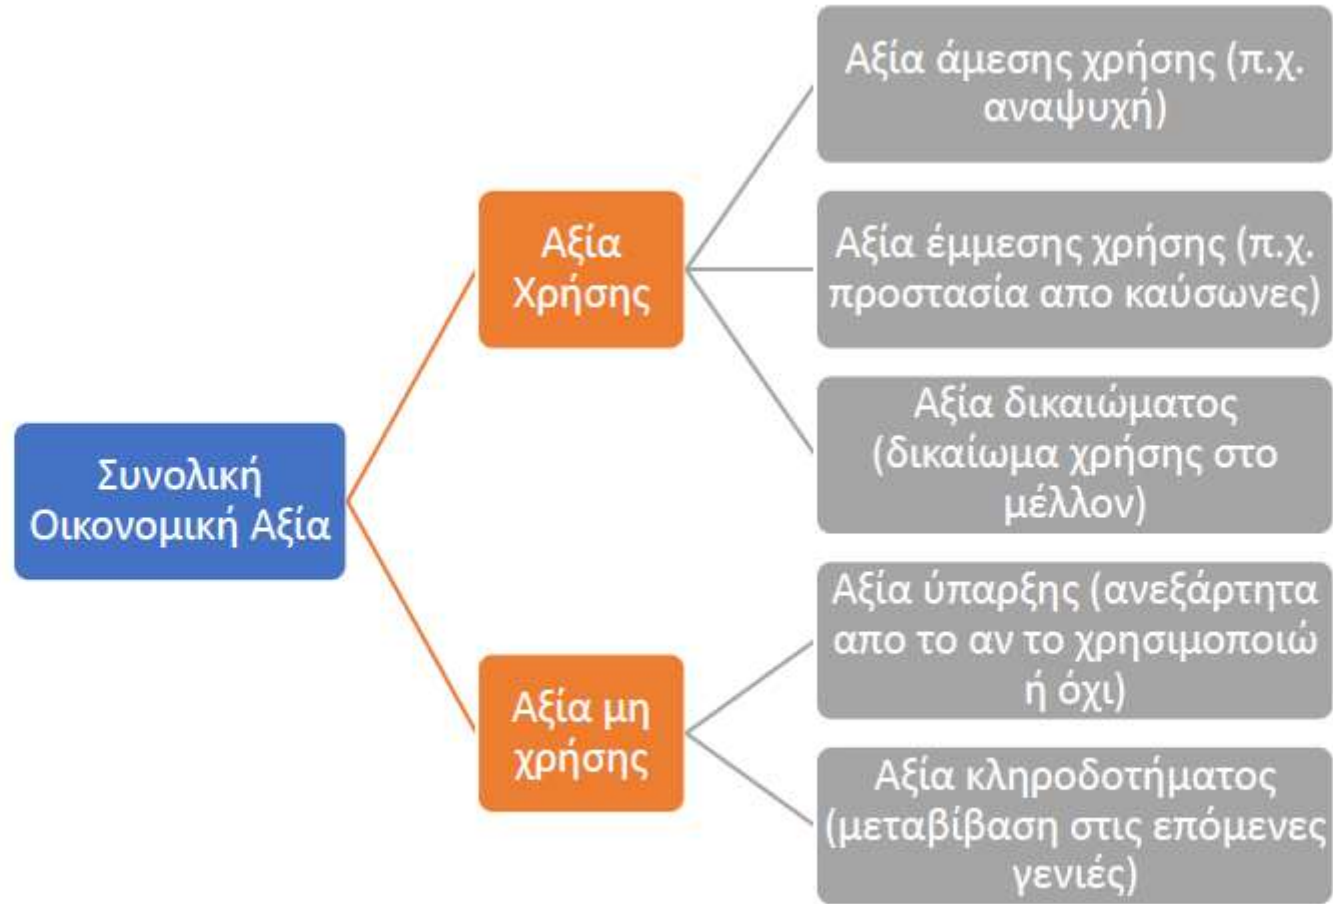 Συνολική
Οικονομική Αξία
Αξία
Χρήσης
Αξία άμεσης χρήσης (π.χ.
αναψυχή)
Αξία έμμεσης χρήσης (π.χ.
προστασία απο καύσωνες)
Αξία δικαιώματος
(δικαίωμα χρήσης στο
μέλλον)
Αξία μη
χρήσης
Αξία ύπαρξης (ανεξάρτητα
απο το αν το χρησιμοποιώ
ή όχι)
Αξία κληροδοτήματος
(μεταβίβαση στις επόμενες
γενιές)